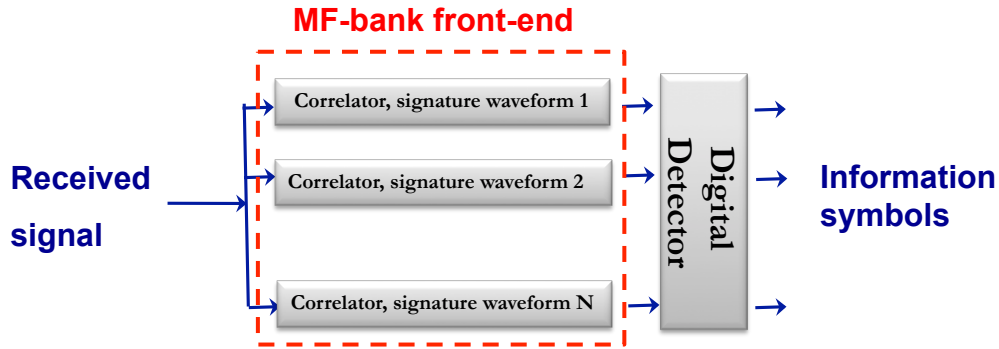 MF-bank front-end
Correlator, signature waveform 1
Correlator, signature waveform 2
Correlator, signature waveform N
Received
signal
Digital
Detector
Information
symbols